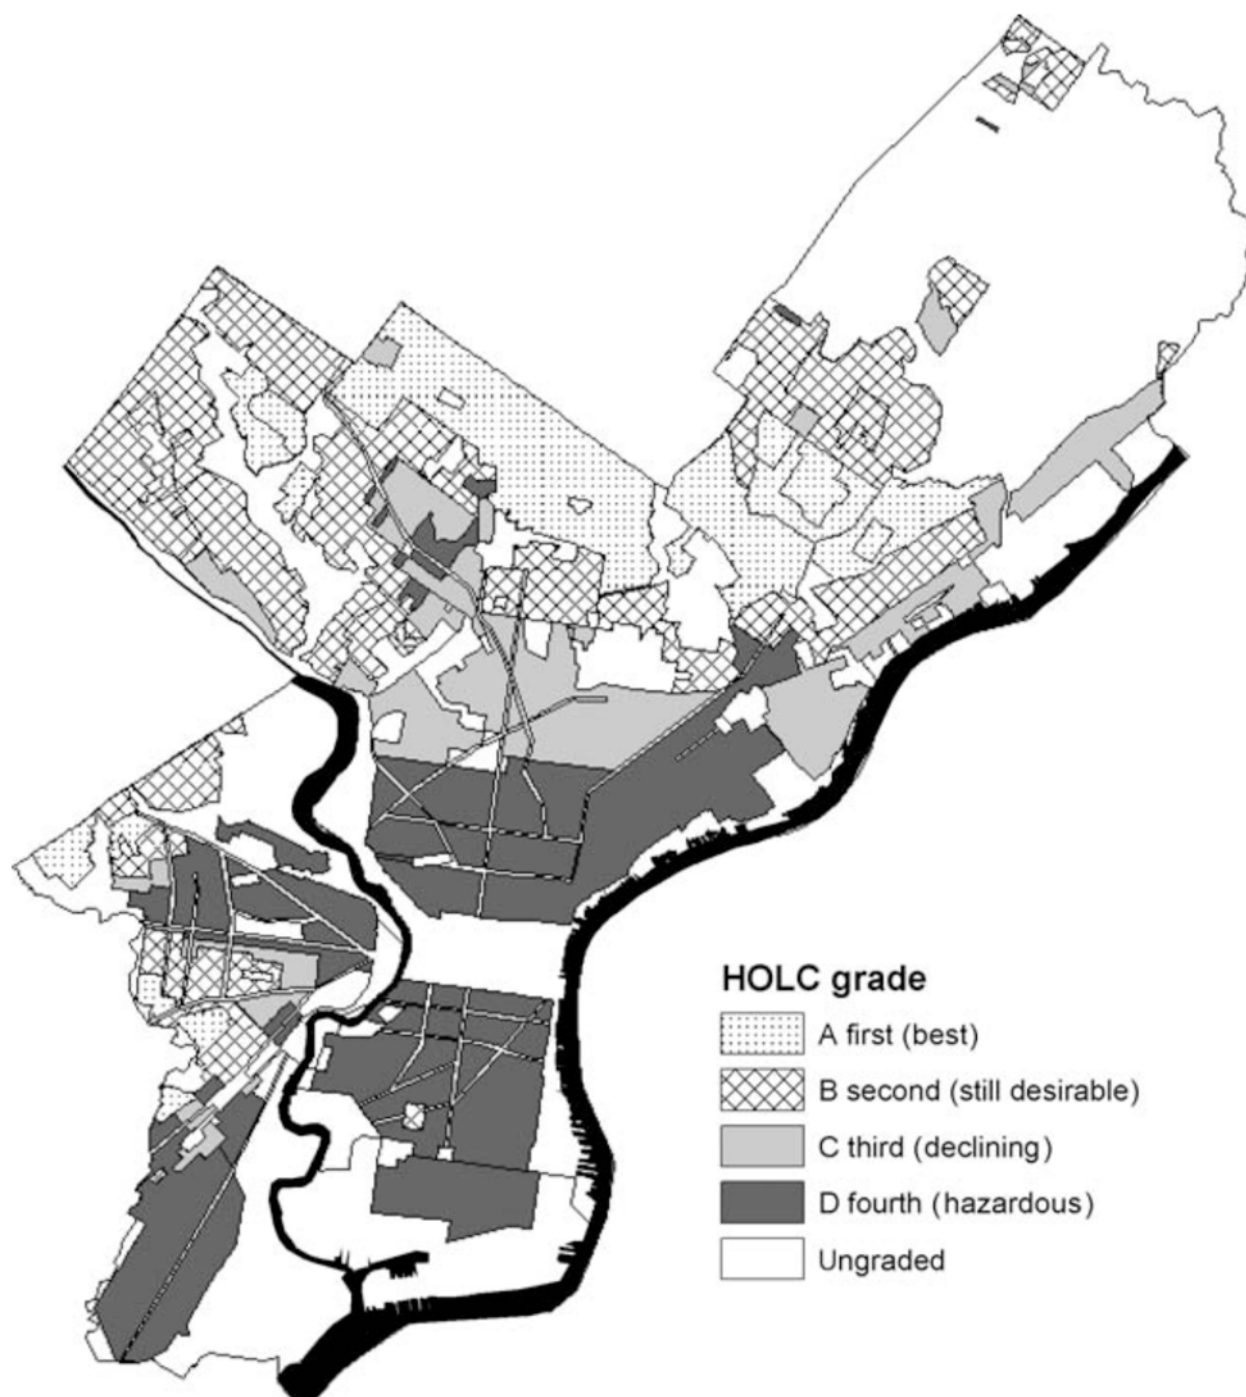 HOLC grade
A first (best)
B second (still desirable)
C third (declining)
D fourth (hazardous)
Ungraded